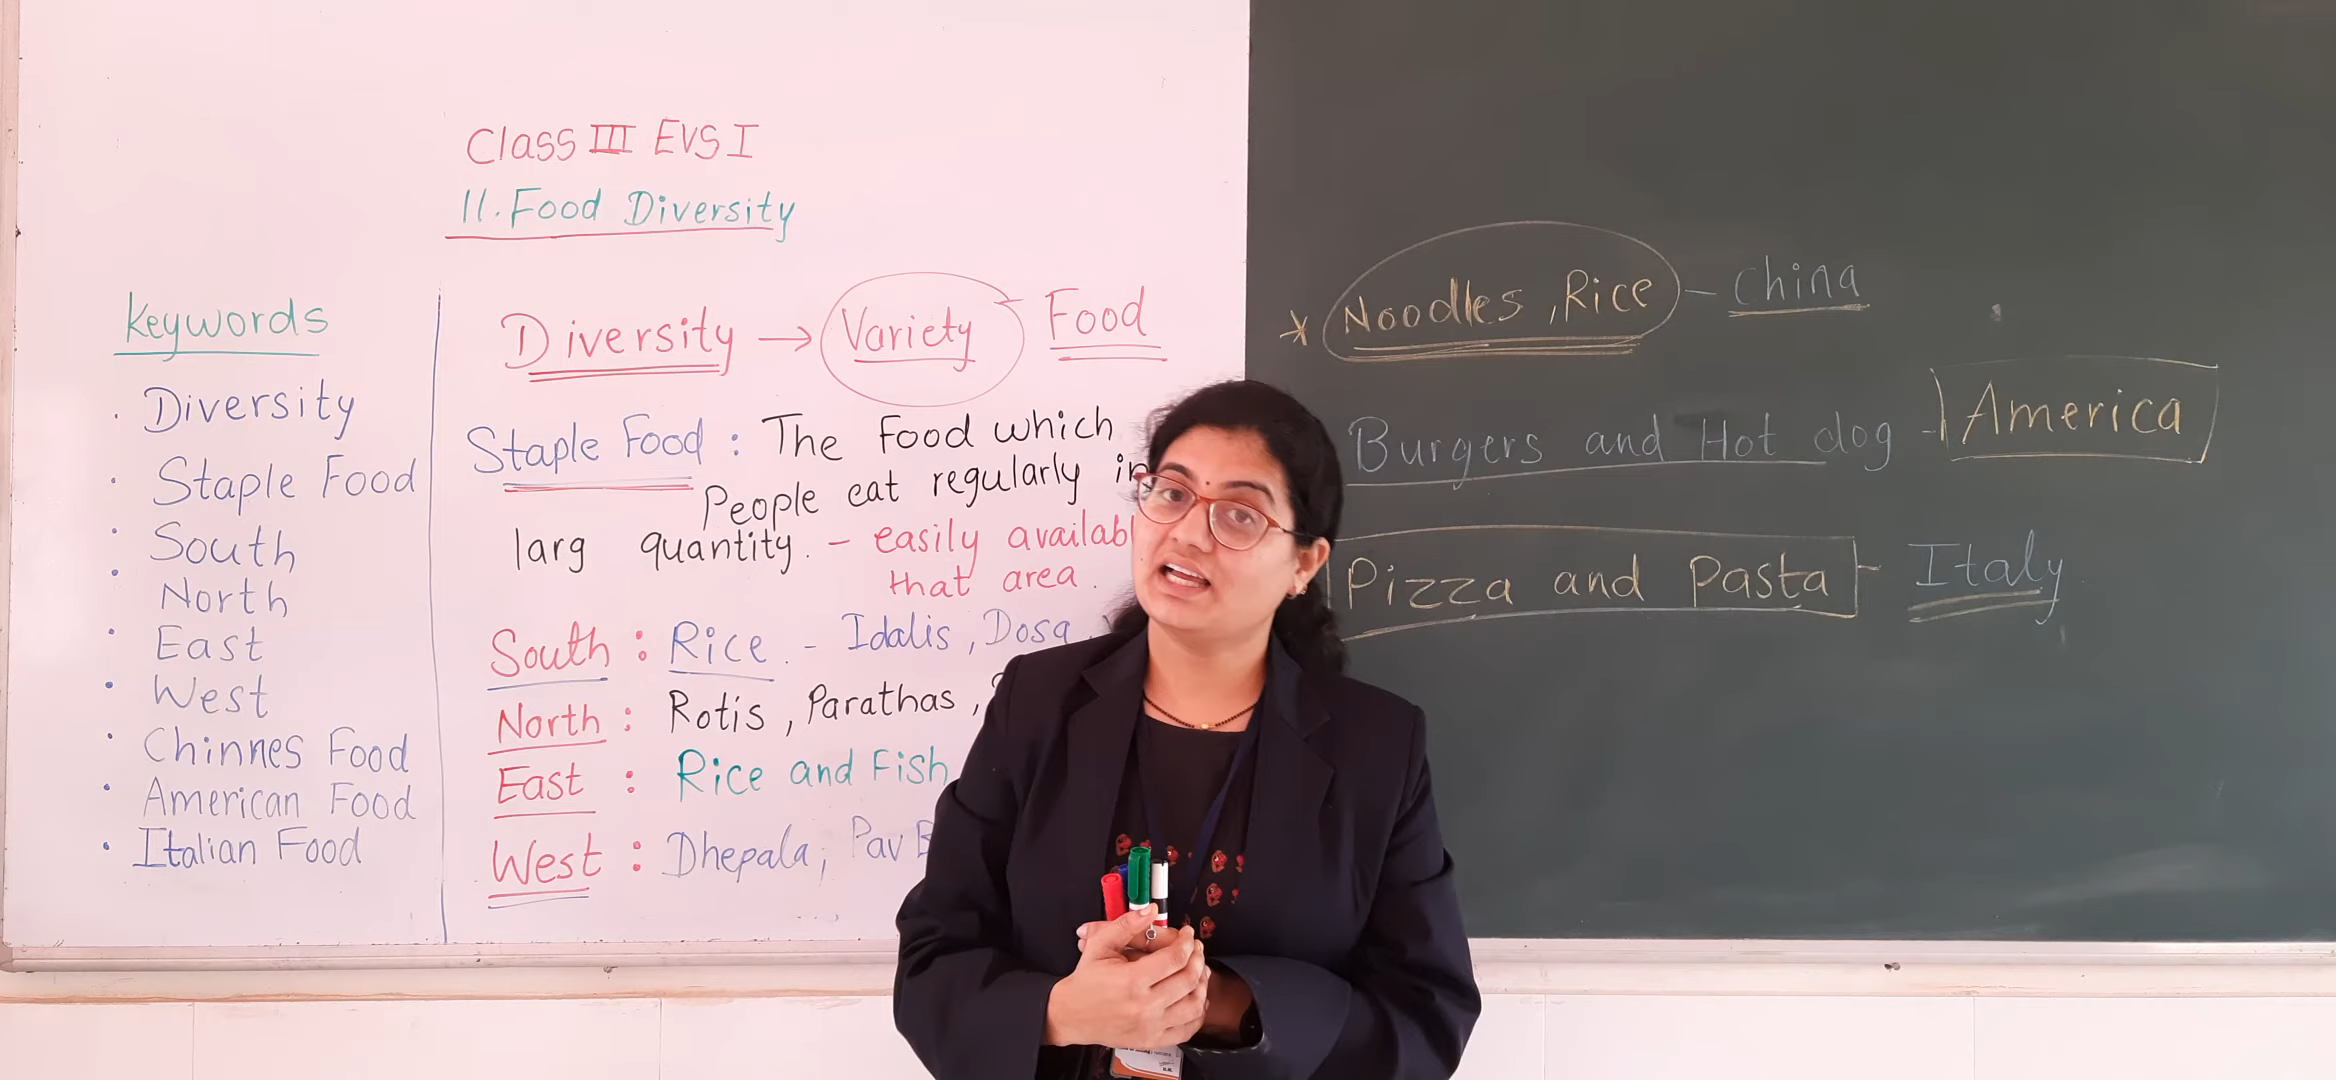 Class III EVS I
11. Food Diversity
Keywords
. Diversity
. Staple Food
. South
. North
. East
. West
. Chinnes Food
. American Food
. Italian Food
Diversity → Variety Food
Staple Food : The Food which
People eat regularly in
larg quantity. - easily availabl
that area.
South : Rice. - Idalis, Dosa
North : Rotis, Parathas,
East : Rice and Fish
West : Dhepala, Pav B
* Noodles, Rice - China
Burgers and Hot dog - America
Pizza and Pasta - Italy